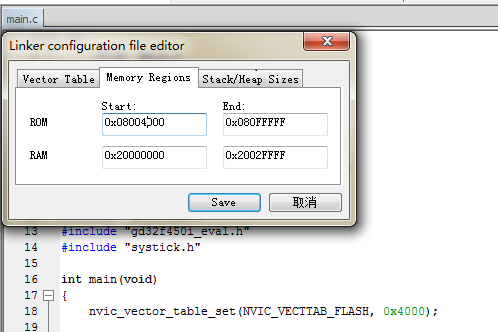 main.c
Linker configuration file editor
Vector Table Memory Regions Stack/Heap Sizes
Start: End:
ROM 0x08004000 0x080FFFFF
RAM 0x20000000 0x2002FFFF
Save 取消
13 #include "gd32f450i_eval.h"
14 #include "systick.h"
15
16 int main(void)
17 {
18 nvic_vector_table_set(NVIC_VECTTAB_FLASH, 0x4000);
19